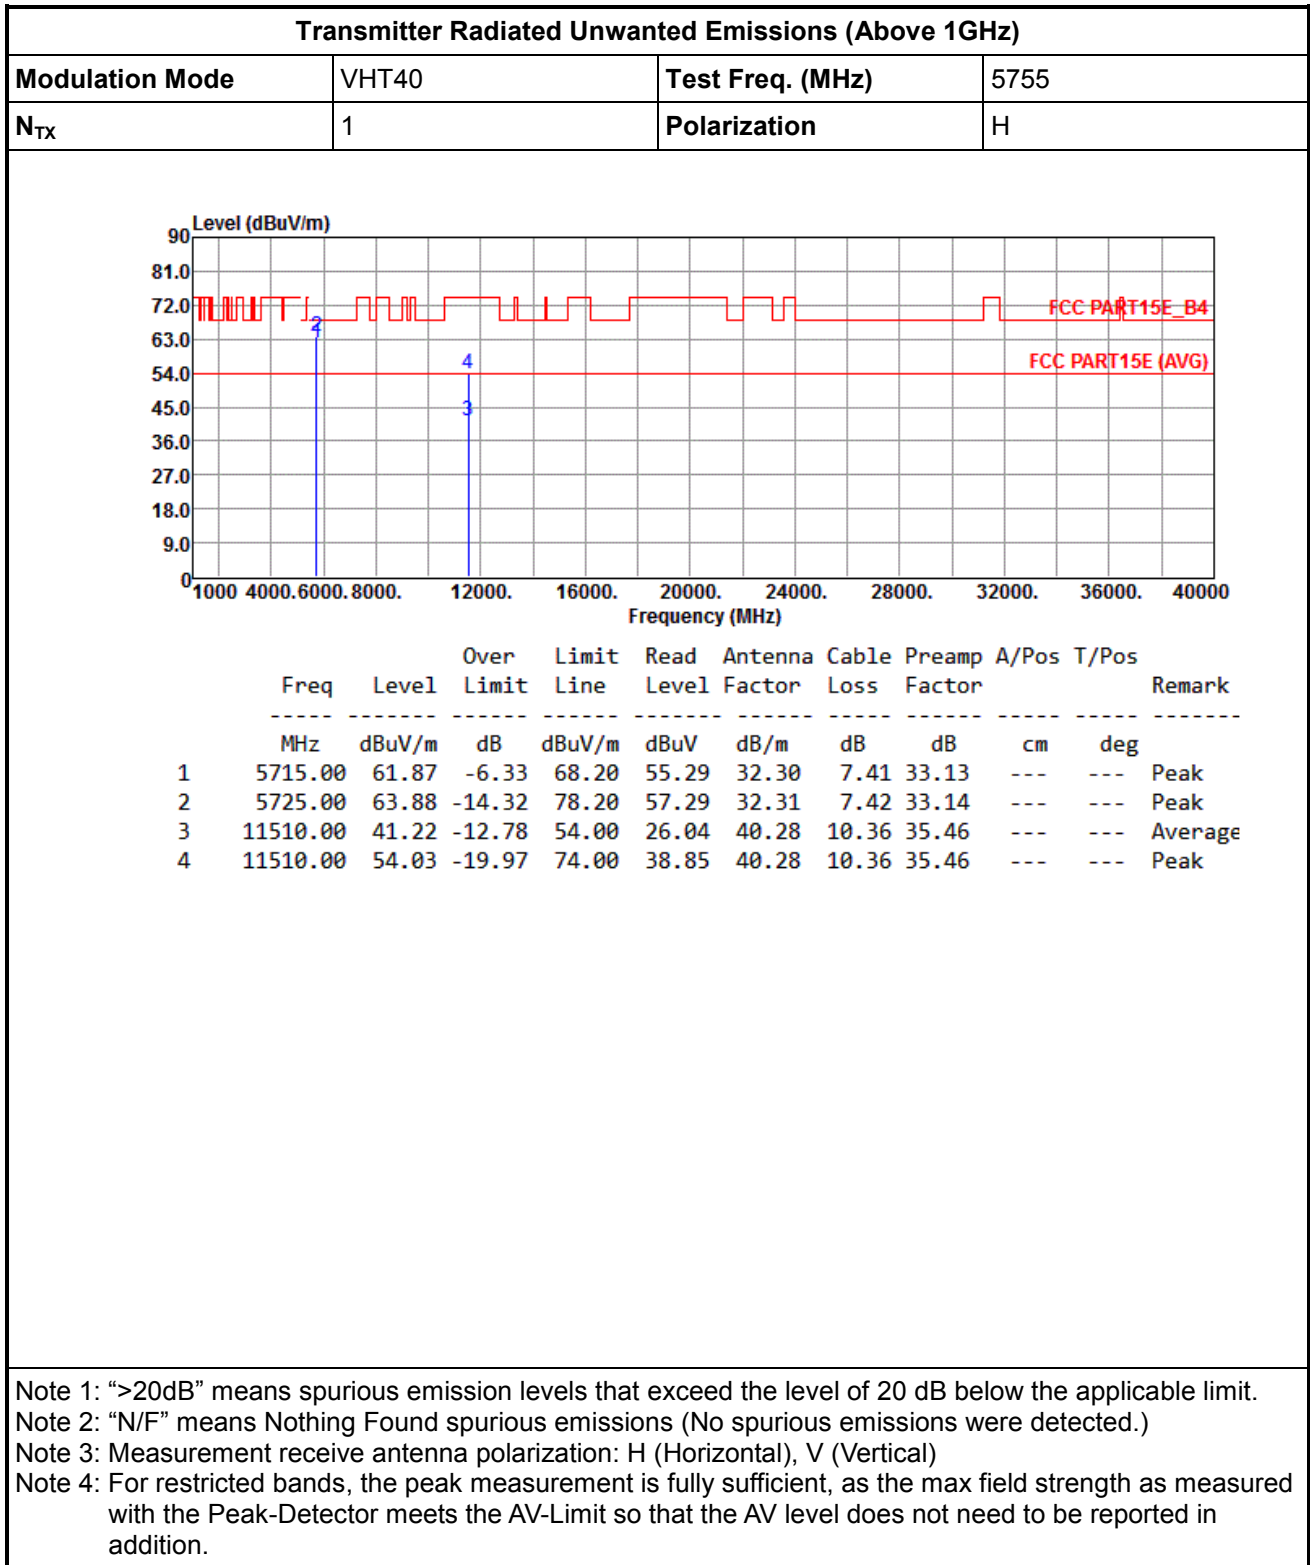 Transmitter Radiated Unwanted Emissions (Above 1GHz)
Modulation Mode VHT40 Test Freq. (MHz) 5755
NTX 1 Polarization H
Level (dBuV/m)
90
81.0
72.0
63.0
54.0
45.0
36.0
27.0
18.0
9.0
0
FCC PART15E_B4
FCC PART15E (AVG)
2
1
4
3
1000 4000. 6000. 8000. 12000. 16000. 20000. 24000. 28000. 32000. 36000. 40000
Frequency (MHz)
Over Limit Read Antenna Cable Preamp A/Pos T/Pos
Freq Level Limit Line Level Factor Loss Factor Remark
----- ------- ------ ------ ------- ------ ----- ------ ----- ----- -------
MHz dBuV/m dB dBuV/m dBuV dB/m dB dB cm deg
1 5715.00 61.87 -6.33 68.20 55.29 32.30 7.41 33.13 --- --- Peak
2 5725.00 63.88 -14.32 78.20 57.29 32.31 7.42 33.14 --- --- Peak
3 11510.00 41.22 -12.78 54.00 26.04 40.28 10.36 35.46 --- --- Average
4 11510.00 54.03 -19.97 74.00 38.85 40.28 10.36 35.46 --- --- Peak
Note 1: “>20dB” means spurious emission levels that exceed the level of 20 dB below the applicable limit.
Note 2: “N/F” means Nothing Found spurious emissions (No spurious emissions were detected.)
Note 3: Measurement receive antenna polarization: H (Horizontal), V (Vertical)
Note 4: For restricted bands, the peak measurement is fully sufficient, as the max field strength as measured
with the Peak-Detector meets the AV-Limit so that the AV level does not need to be reported in
addition.